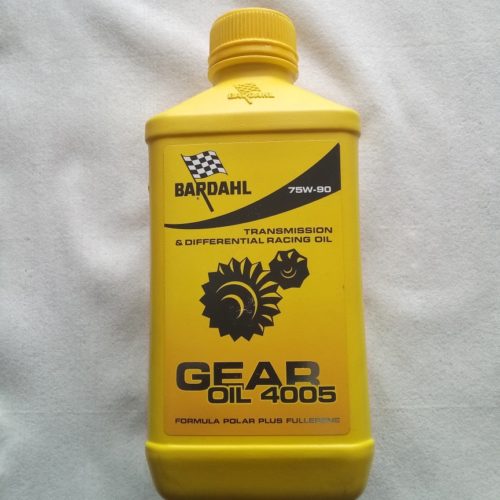 BARDAHL
BARDAHL
75W-90
TRANSMISSION
& DIFFERENTIAL RACING OIL
GEAR
OIL 4005
FORMULA POLAR PLUS FULLERENE